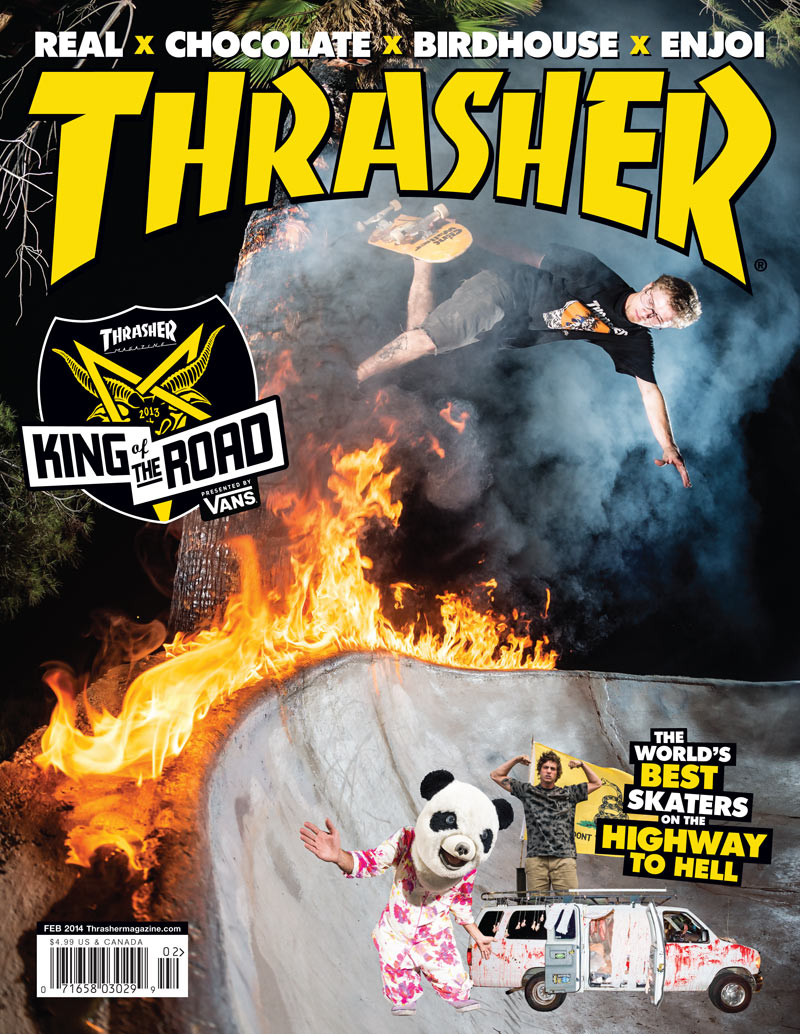 REAL x CHOCOLATE x BIRDHOUSE x ENJOI
THRASHER
®
THRASHER
MAGAZINE
2013
KING of THE ROAD
PRESENTED BY
VANS
THE
WORLD'S
BEST
SKATERS
ON THE
HIGHWAY
TO HELL
DONT
FEB 2014 Thrashermagazine.com
$4.99 US & CANADA
02>
0 71658 03029 9